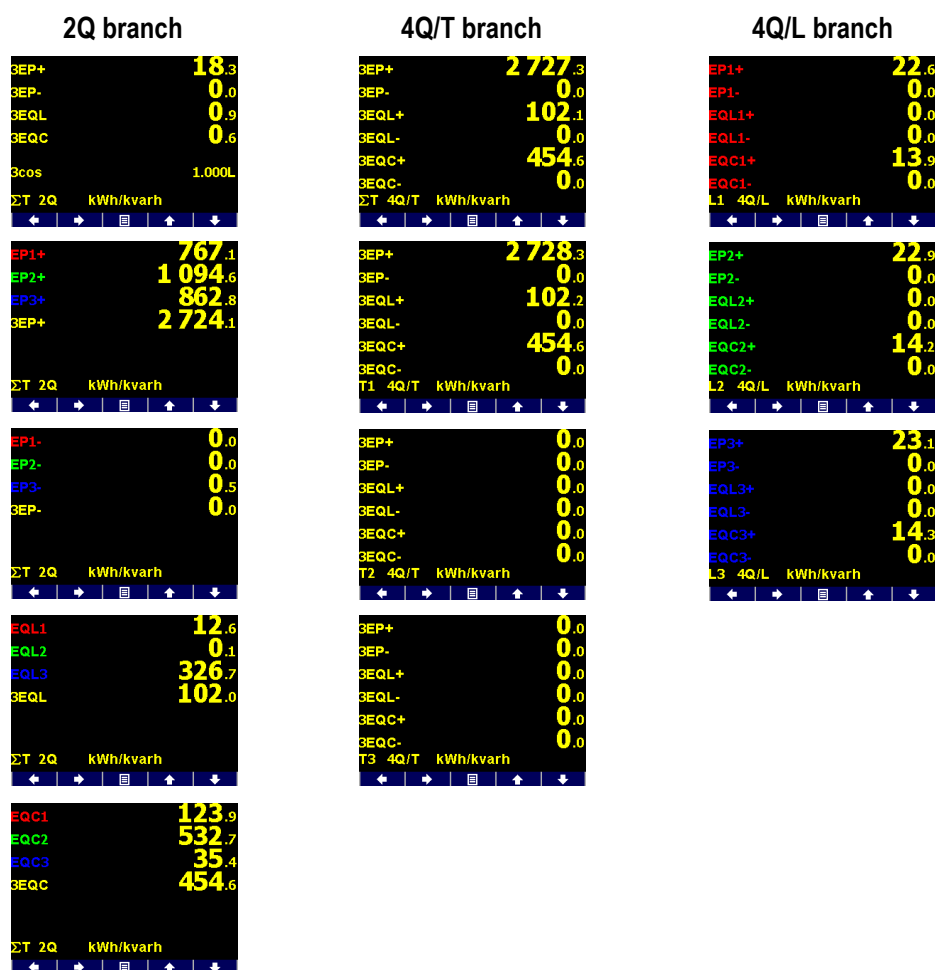 2Q branch
3EP+ 18.3
3EP- 0.0
3EQL 0.9
3EQC 0.6
3cos 1.000L
ΣT 2Q kWh/kvarh
EP1+ 767.1
EP2+ 1 094.6
EP3+ 862.8
3EP+ 2 724.1
ΣT 2Q kWh/kvarh
EP1- 0.0
EP2- 0.0
EP3- 0.5
3EP- 0.0
ΣT 2Q kWh/kvarh
EQL1 12.6
EQL2 0.1
EQL3 326.7
3EQL 102.0
ΣT 2Q kWh/kvarh
EQC1 123.9
EQC2 532.7
EQC3 35.4
3EQC 454.6
ΣT 2Q kWh/kvarh
4Q/T branch
3EP+ 2 727.3
3EP- 0.0
3EQL+ 102.1
3EQL- 0.0
3EQC+ 454.6
3EQC- 0.0
ΣT 4Q/T kWh/kvarh
3EP+ 2 728.3
3EP- 0.0
3EQL+ 102.2
3EQL- 0.0
3EQC+ 454.6
3EQC- 0.0
T1 4Q/T kWh/kvarh
3EP+ 0.0
3EP- 0.0
3EQL+ 0.0
3EQL- 0.0
3EQC+ 0.0
3EQC- 0.0
T2 4Q/T kWh/kvarh
3EP+ 0.0
3EP- 0.0
3EQL+ 0.0
3EQL- 0.0
3EQC+ 0.0
3EQC- 0.0
T3 4Q/T kWh/kvarh
4Q/L branch
EP1+ 22.6
EP1- 0.0
EQL1+ 0.0
EQL1- 0.0
EQC1+ 13.9
EQC1- 0.0
L1 4Q/L kWh/kvarh
EP2+ 22.9
EP2- 0.0
EQL2+ 0.0
EQL2- 0.0
EQC2+ 14.2
EQC2- 0.0
L2 4Q/L kWh/kvarh
EP3+ 23.1
EP3- 0.0
EQL3+ 0.0
EQL3- 0.0
EQC3+ 14.3
EQC3- 0.0
L3 4Q/L kWh/kvarh